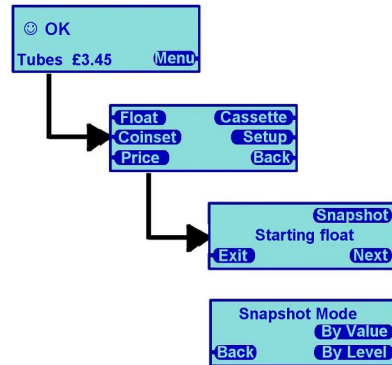 ☺ OK
Tubes £3.45 Menu
Float Cassette
Coinset Setup
Price Back
Snapshot
Starting float
Exit Next
Snapshot Mode
By Value
Back By Level